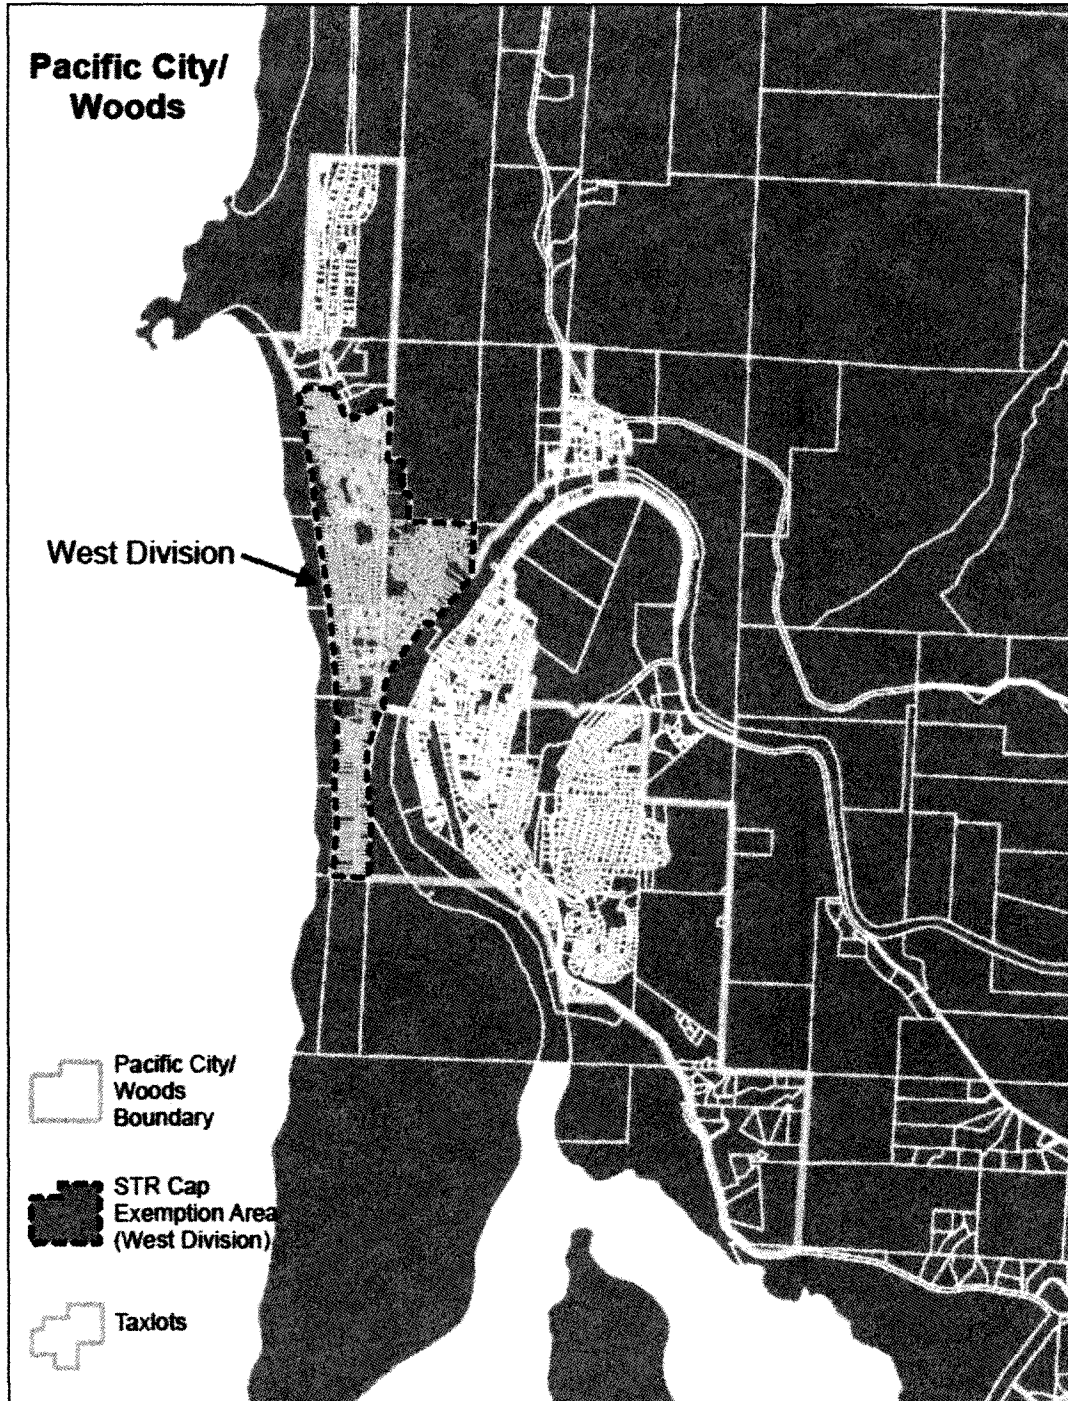 Pacific City/
Woods
West Division
Pacific City/
Woods
Boundary
STR Cap
Exemption Area
(West Division)
Taxlots